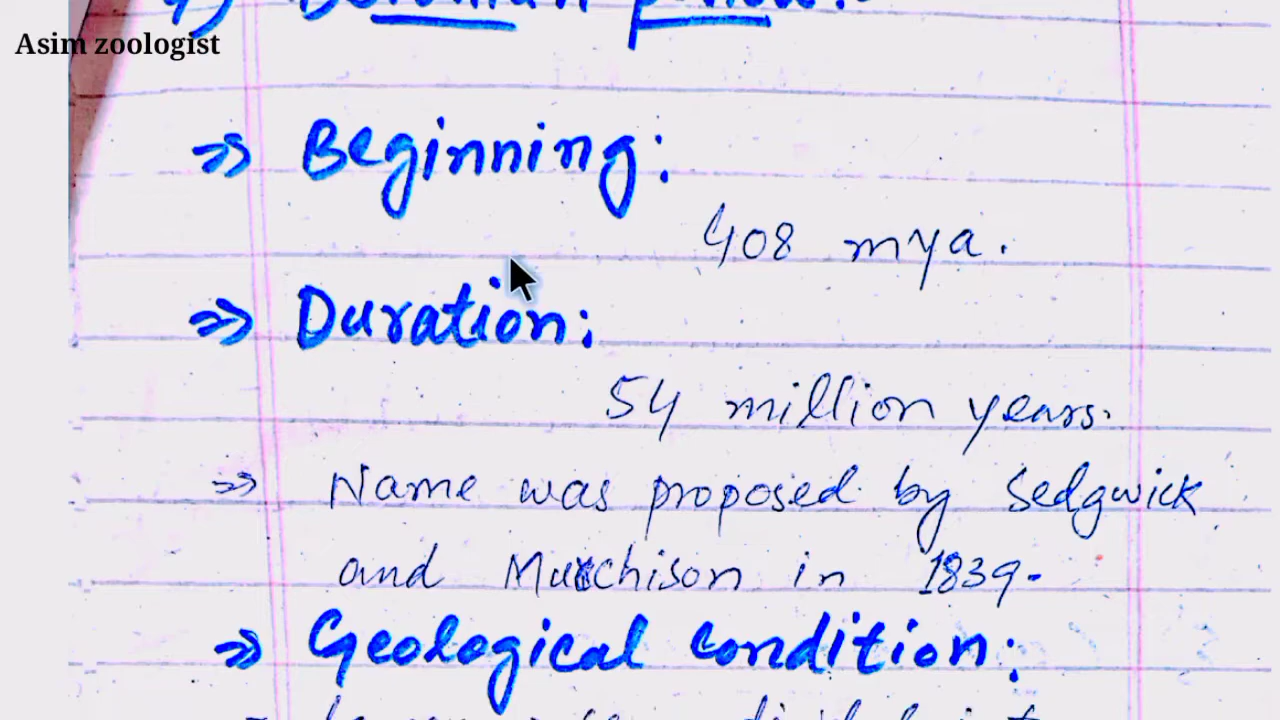 Asim zoologist
⇒ Beginning:
408 mya.
⇒ Duration:
54 million years.
⇒ Name was proposed by Sedgwick
and Murchison in 1839.
⇒ Geological condition: